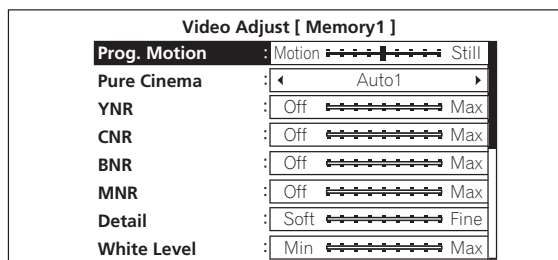 Video Adjust [ Memory1 ]
Prog. Motion : Motion Still
Pure Cinema : Auto1
YNR : Off Max
CNR : Off Max
BNR : Off Max
MNR : Off Max
Detail : Soft Fine
White Level : Min Max